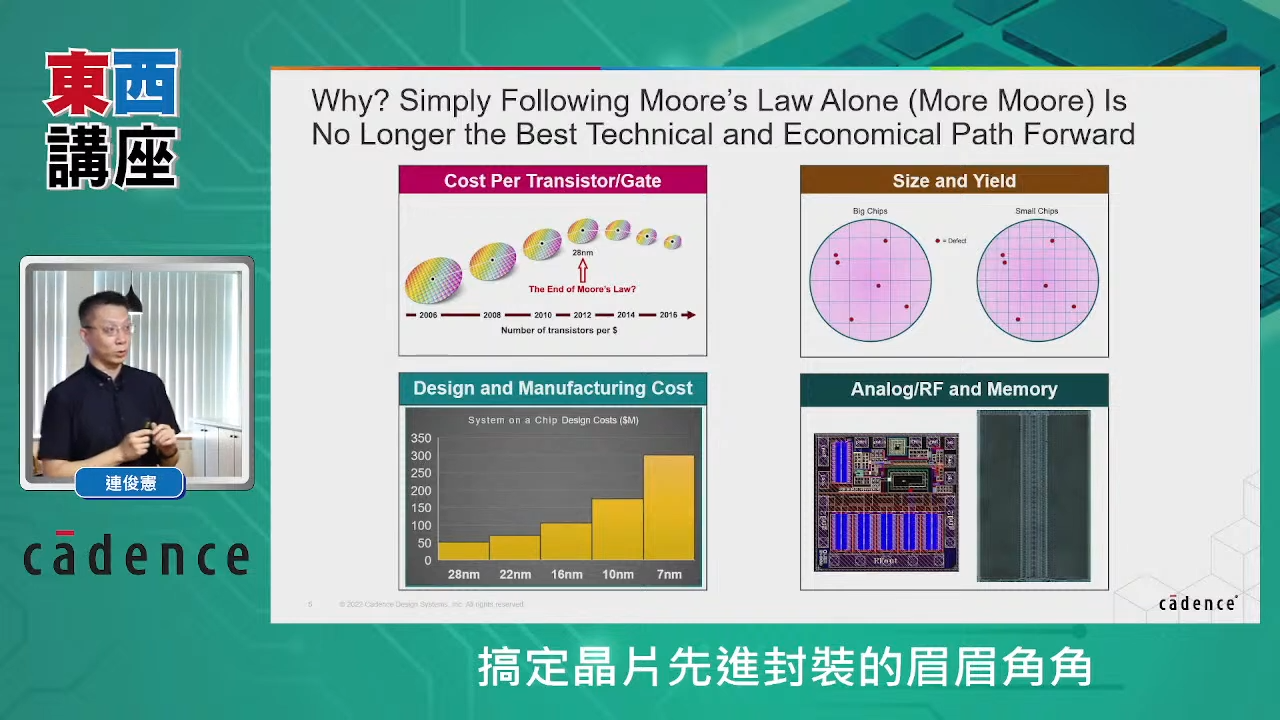 東西
講座
連俊憲
cādence
Why? Simply Following Moore's Law Alone (More Moore) Is
No Longer the Best Technical and Economical Path Forward
Cost Per Transistor/Gate
28nm
The End of Moore's Law?
2006 2008 2010 2012 2014 2016
Number of transistors per $
Size and Yield
Big Chips
= Defect
Small Chips
Design and Manufacturing Cost
System on a Chip Design Costs ($M)
350
300
250
200
150
100
50
0
28nm 22nm 16nm 10nm 7nm
Analog/RF and Memory
5
© 2023 Cadence Design Systems, Inc. All rights reserved.
cādence®
搞定晶片先進封裝的眉眉角角